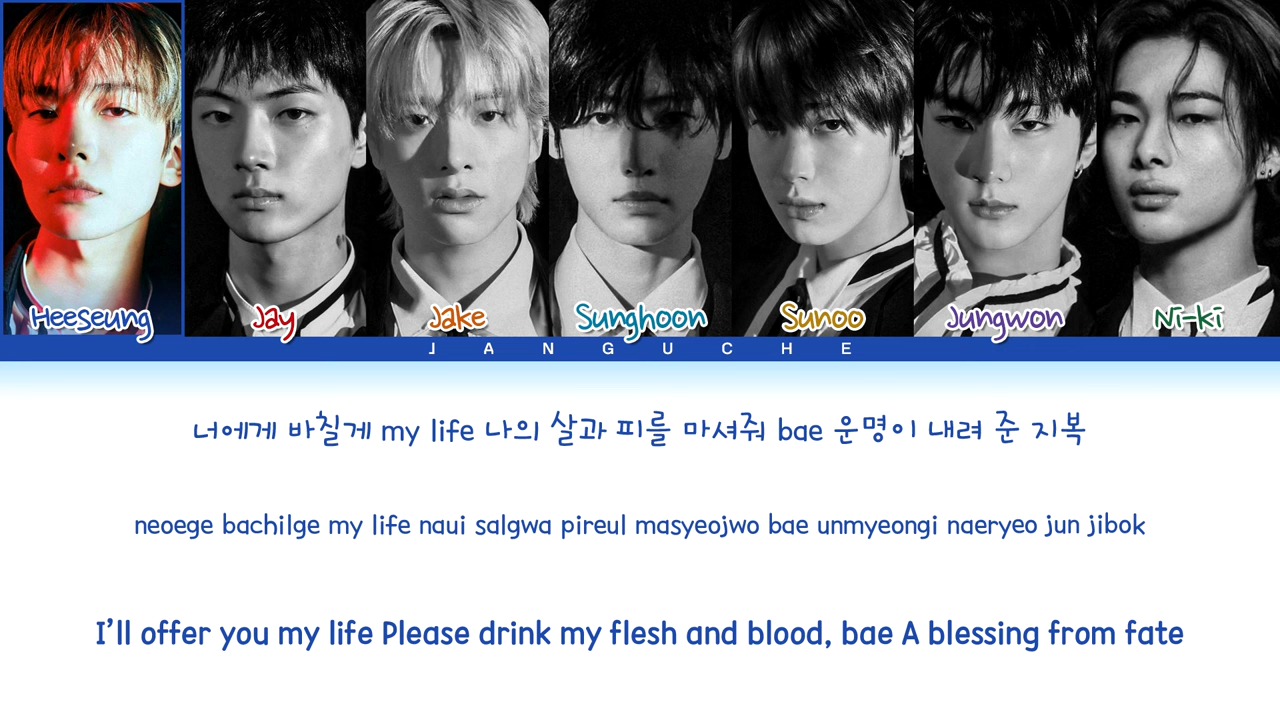 Heeseung Jay Jake Sunghoon Sunoo Jungwon Ni-ki
JANGUCHE
너에게 바칠게 my life 나의 살과 피를 마셔줘 bae 운명이 내려 준 지복
neoege bachilge my life naui salgwa pireul masyeojwo bae unmyeongi naeryeo jun jibok
I'll offer you my life Please drink my flesh and blood, bae A blessing from fate